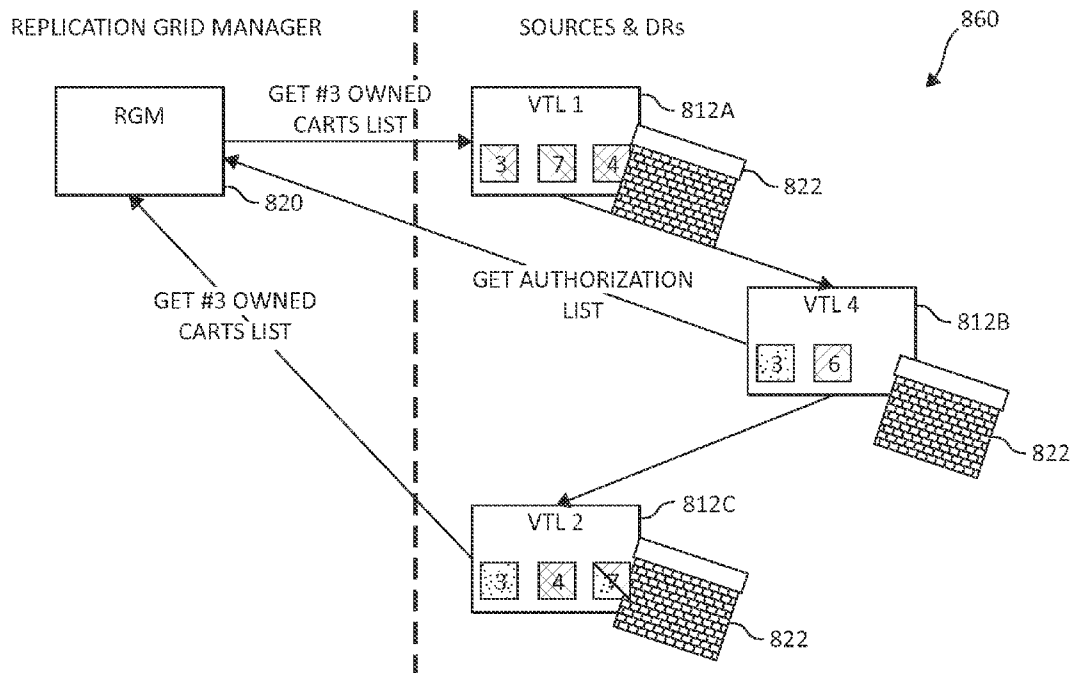 REPLICATION GRID MANAGER
SOURCES & DRs
860
RGM
820
GET #3 OWNED
CARTS LIST
VTL 1
3 7 4
812A
822
GET AUTHORIZATION
LIST
GET #3 OWNED
CARTS LIST
VTL 4
3 6
812B
822
VTL 2
3 4 7
812C
822